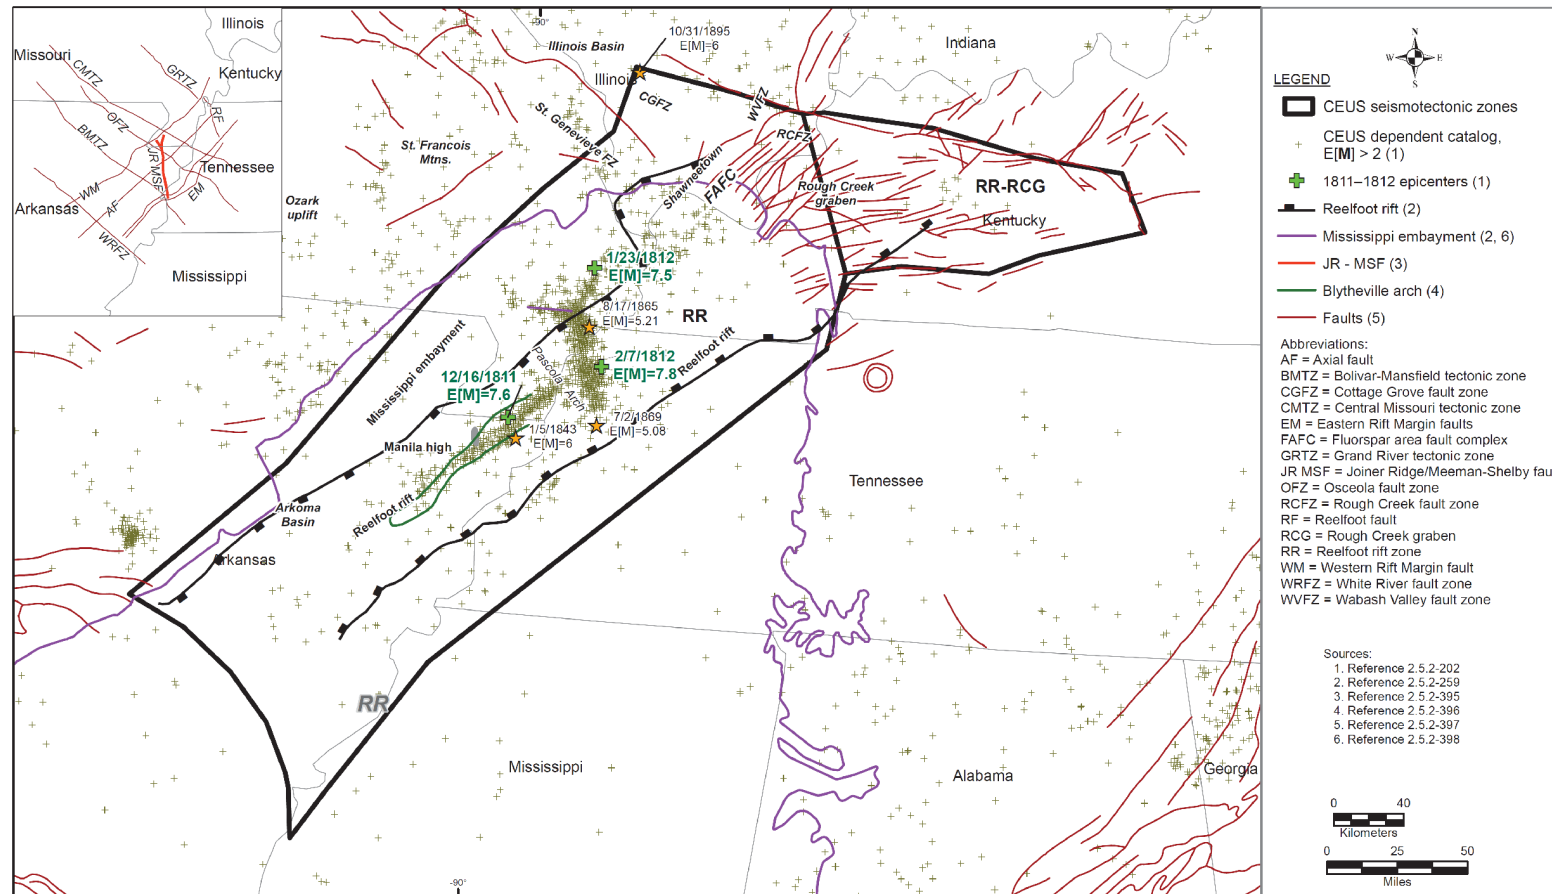 Illinois
Missouri
CMTZ
GRTZ
Kentucky
OFZ
RF
BMTZ
JR MSF
Tennessee
WM
EM
AF
Arkansas
WRFZ
Mississippi
-90°
10/31/1895
E[M]=6
Illinois Basin
Illinois
Indiana
CGFZ
WVFZ
St. Genevieve FZ
RCFZ
St. Francois
Mtns.
Shawneetown
FAFC
Rough Creek
graben
RR-RCG
Kentucky
Ozark
uplift
1/23/1812
E[M]=7.5
8/17/1865
E[M]=5.21
RR
Mississippi embayment
Pascola Arch
2/7/1812
E[M]=7.8
Reelfoot rift
12/16/1811
E[M]=7.6
1/5/1843
E[M]=6
7/2/1869
E[M]=5.08
Manila high
Reelfoot rift
Arkoma
Basin
Arkansas
Tennessee
RR
Mississippi
Alabama
Georgia
-90°
N
W E
S
LEGEND
CEUS seismotectonic zones
CEUS dependent catalog,
E[M] > 2 (1)
1811–1812 epicenters (1)
Reelfoot rift (2)
Mississippi embayment (2, 6)
JR - MSF (3)
Blytheville arch (4)
Faults (5)
Abbreviations:
AF = Axial fault
BMTZ = Bolivar-Mansfield tectonic zone
CGFZ = Cottage Grove fault zone
CMTZ = Central Missouri tectonic zone
EM = Eastern Rift Margin faults
FAFC = Fluorspar area fault complex
GRTZ = Grand River tectonic zone
JR MSF = Joiner Ridge/Meeman-Shelby fau
OFZ = Osceola fault zone
RCFZ = Rough Creek fault zone
RF = Reelfoot fault
RCG = Rough Creek graben
RR = Reelfoot rift zone
WM = Western Rift Margin fault
WRFZ = White River fault zone
WVFZ = Wabash Valley fault zone
Sources:
1. Reference 2.5.2-202
2. Reference 2.5.2-259
3. Reference 2.5.2-395
4. Reference 2.5.2-396
5. Reference 2.5.2-397
6. Reference 2.5.2-398
0 40
Kilometers
0 25 50
Miles